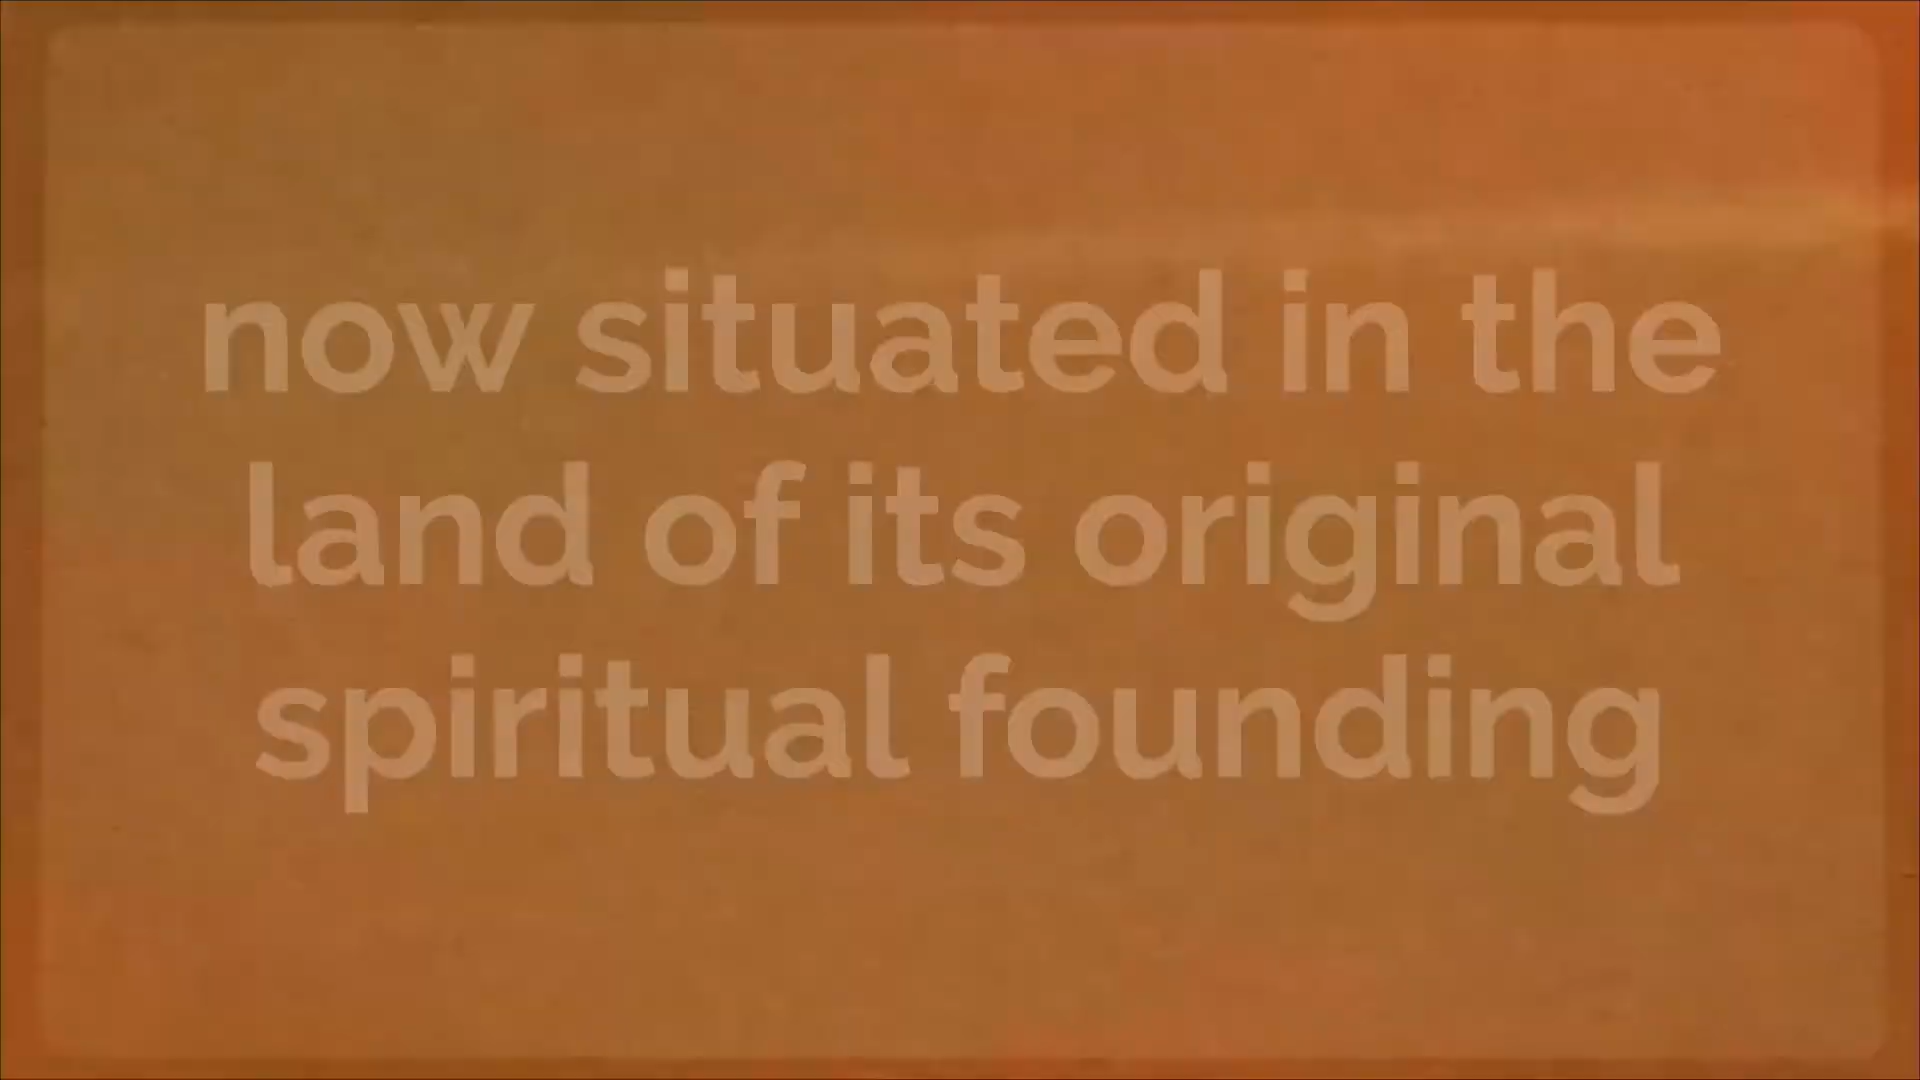 now situated in the
land of its original
spiritual founding